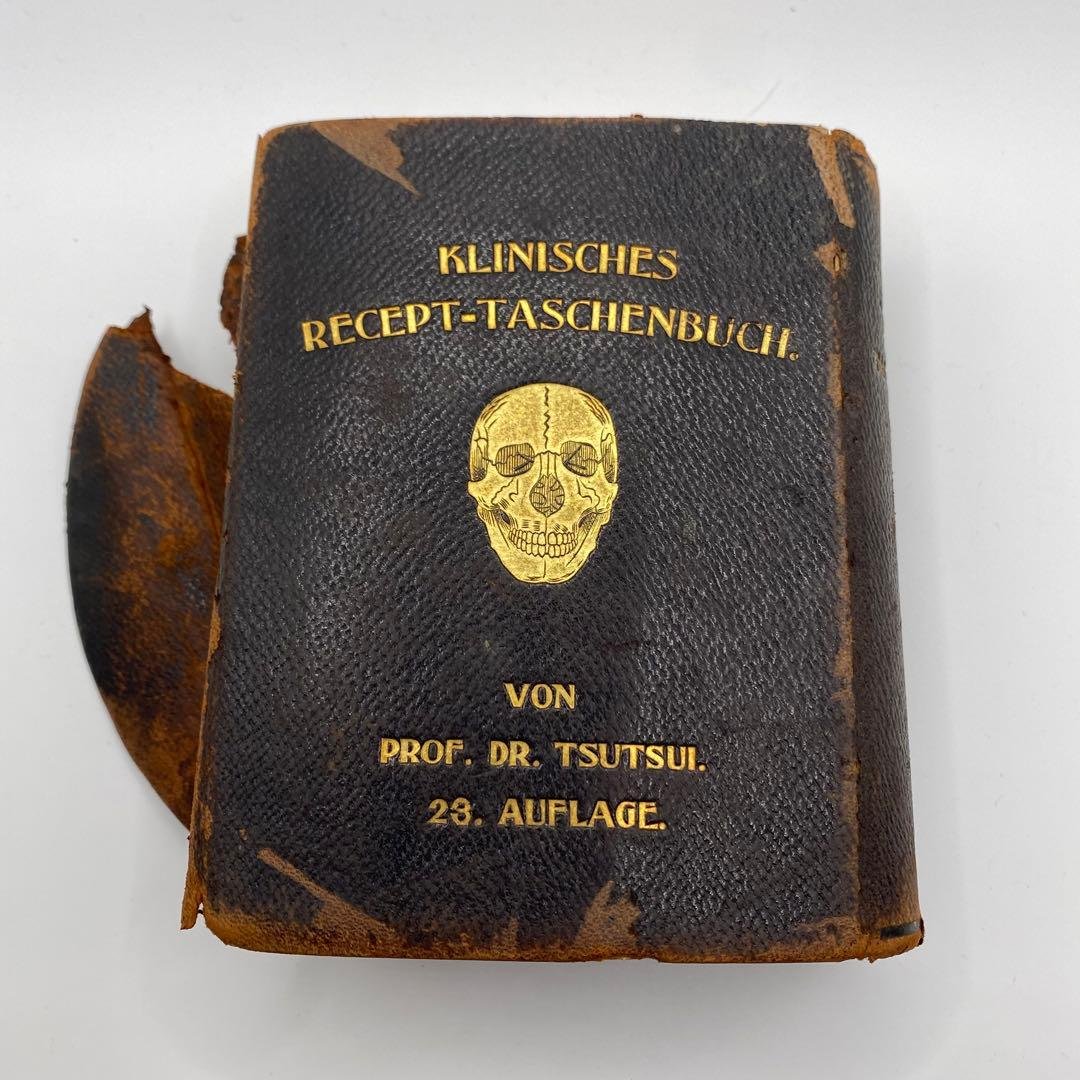 KLINISCHES
RECEPT-TASCHENBUCH.
VON
PROF. DR. TSUTSUI.
23. AUFLAGE.